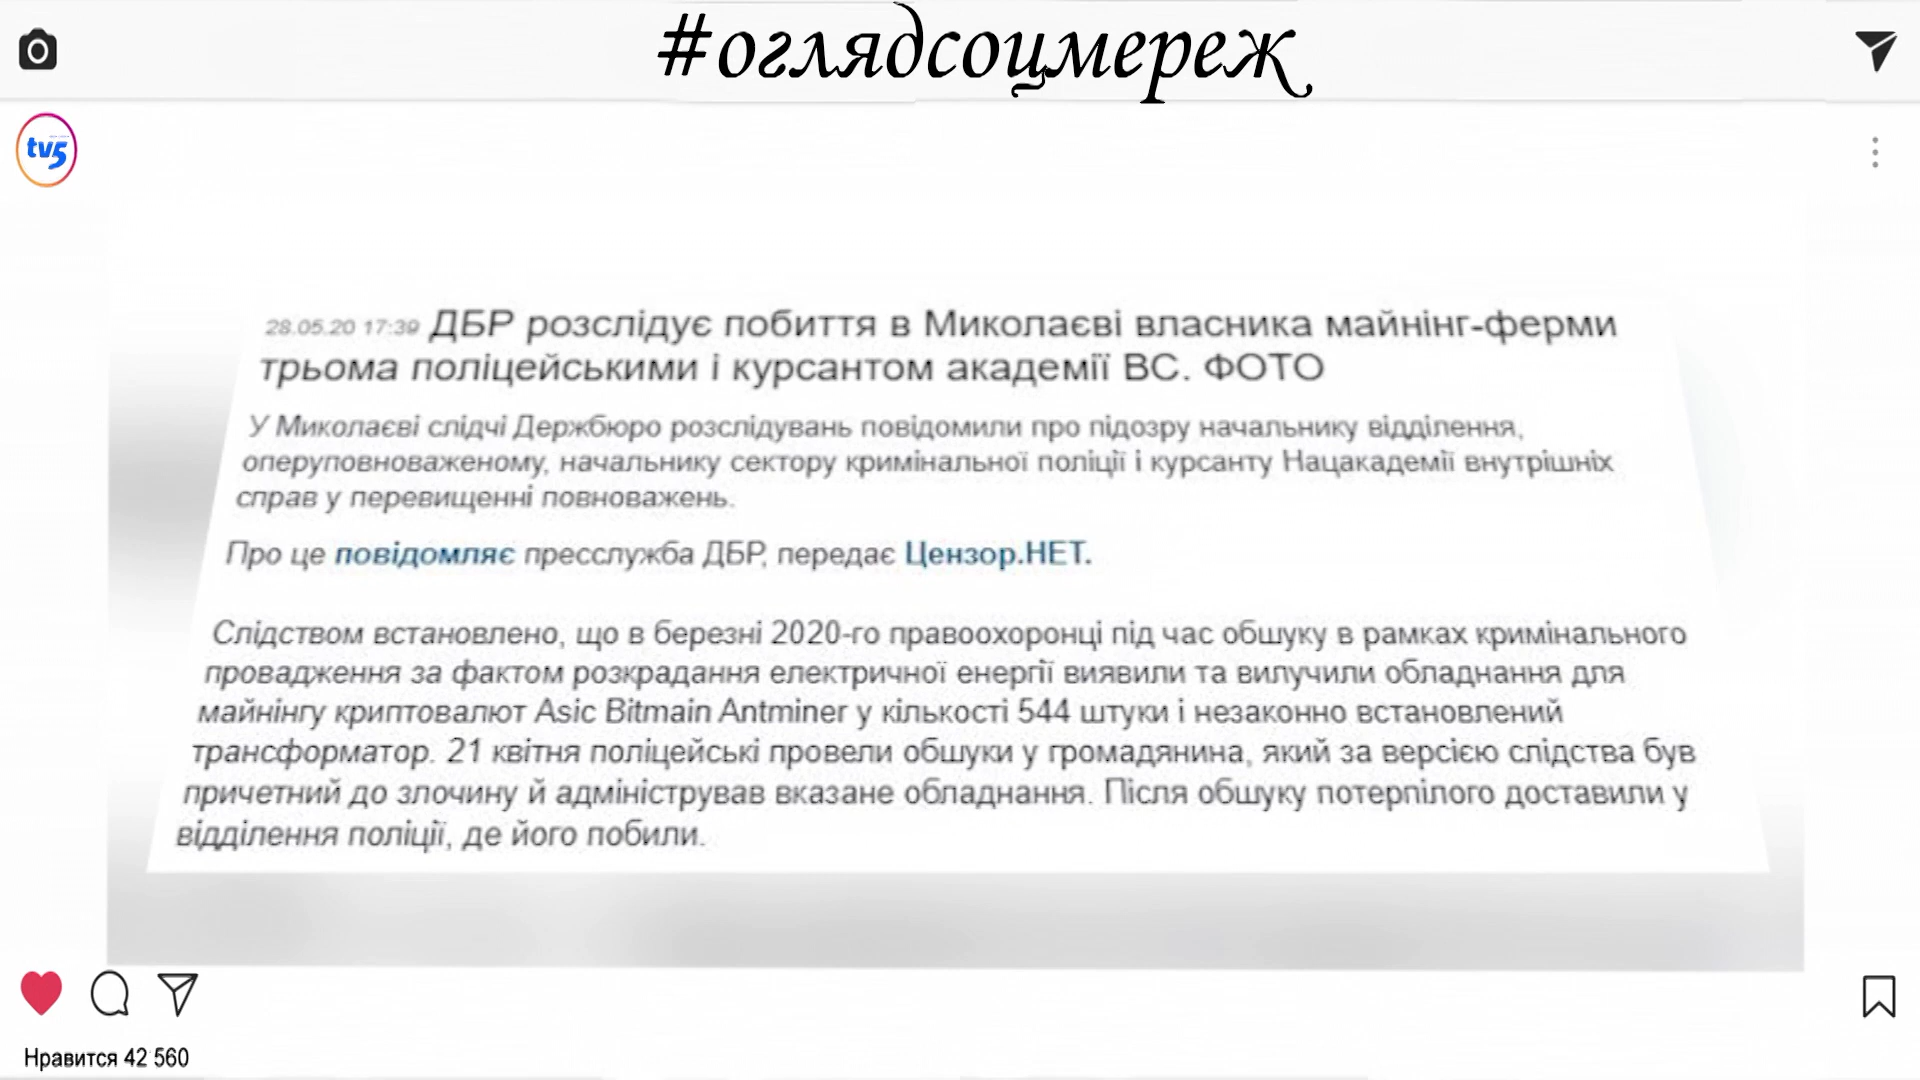 #оглядсоцмереж
tv5
28.05.20 17:39 ДБР розслідує побиття в Миколаєві власника майнінг-ферми
трьома поліцейськими і курсантом академії ВС. ФОТО
У Миколаєві слідчі Держбюро розслідувань повідомили про підозру начальнику відділення,
оперуповноваженому, начальнику сектору кримінальної поліції і курсанту Нацакадемії внутрішніх
справ у перевищенні повноважень.
Про це повідомляє пресслужба ДБР, передає Цензор.НЕТ.
Слідством встановлено, що в березні 2020-го правоохоронці під час обшуку в рамках кримінального
провадження за фактом розкрадання електричної енергії виявили та вилучили обладнання для
майнінгу криптовалют Asic Bitmain Antminer у кількості 544 штуки і незаконно встановлений
трансформатор. 21 квітня поліцейські провели обшуки у громадянина, який за версією слідства був
причетний до злочину й адміністрував вказане обладнання. Після обшуку потерпілого доставили у
відділення поліції, де його побили.
Нравится 42 560